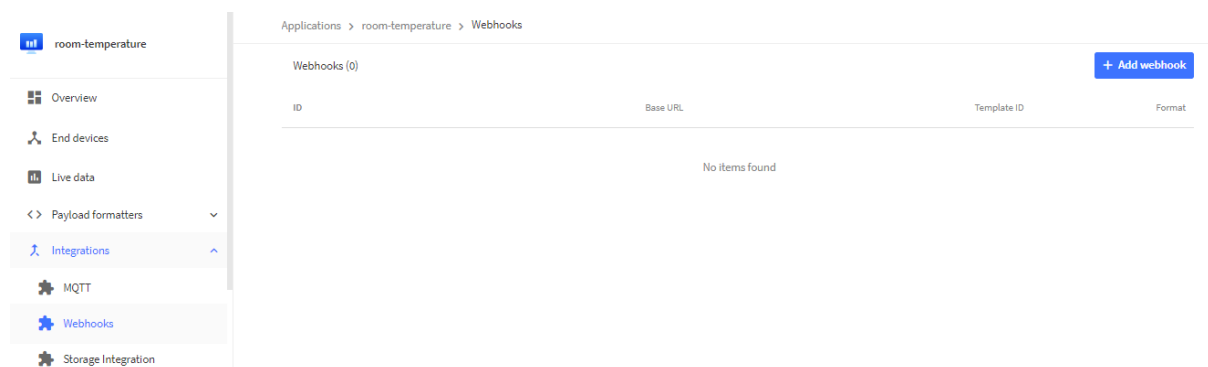 room-temperature
Overview
End devices
Live data
Payload formatters
Integrations
MQTT
Webhooks
Storage Integration
Applications > room-temperature > Webhooks
Webhooks (0)
+ Add webhook
ID Base URL Template ID Format
No items found